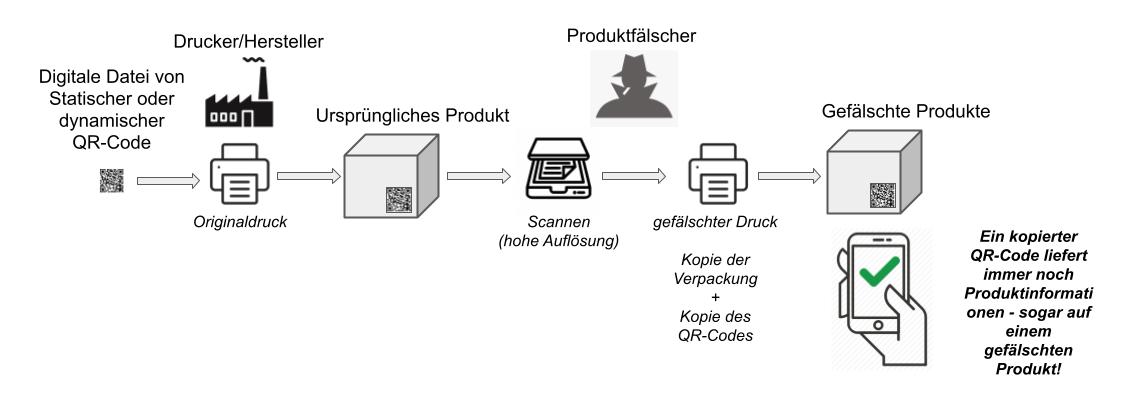 Drucker/Hersteller
Produktfälscher
Digitale Datei von
Statischer oder
dynamischer
QR-Code
Ursprüngliches Produkt
Gefälschte Produkte
Originaldruck
Scannen
(hohe Auflösung)
gefälschter Druck
Kopie der
Verpackung
+
Kopie des
QR-Codes
Ein kopierter
QR-Code liefert
immer noch
Produktinformati
onen - sogar auf
einem
gefälschten
Produkt!